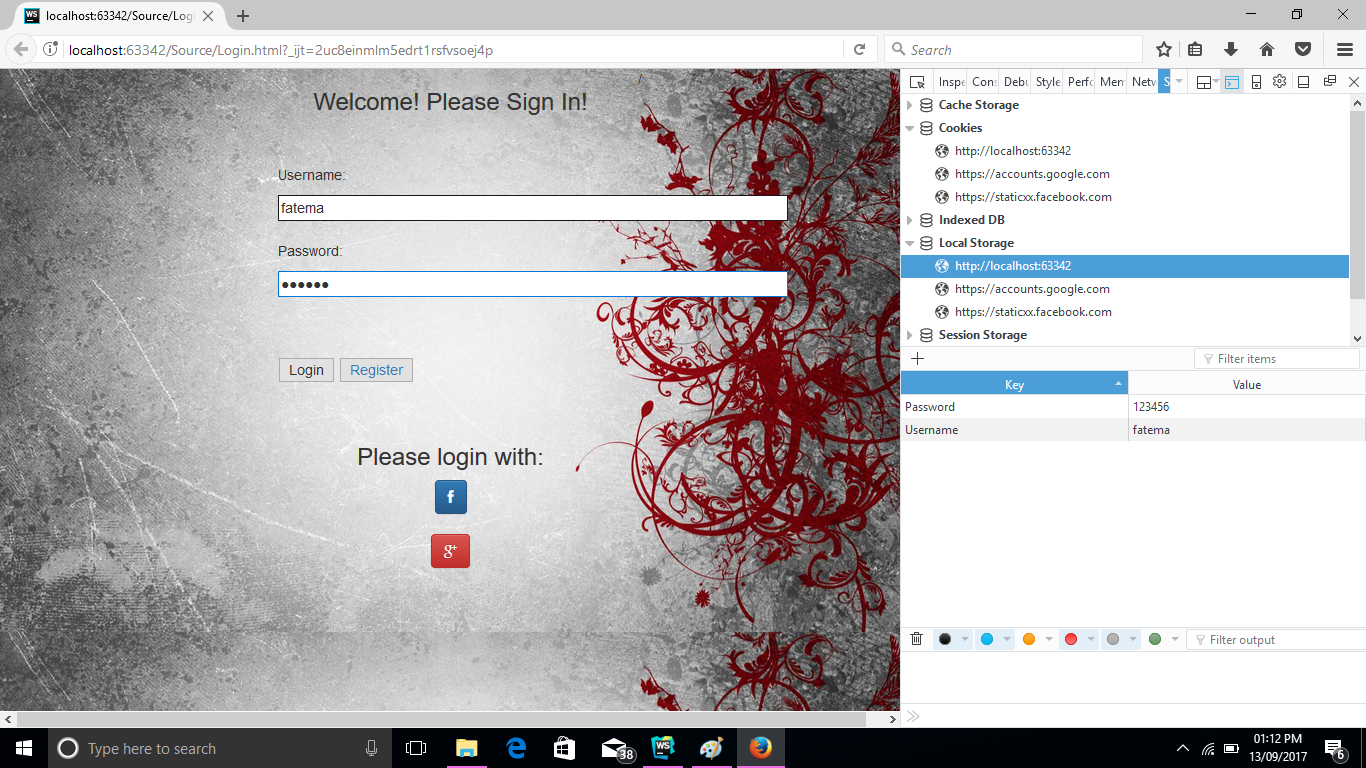 WS localhost:63342/Source/Logi
localhost:63342/Source/Login.html?_ijt=2uc8einmlm5edrt1rsfvsoej4p
Search
Welcome! Please Sign In!
Username:
fatema
Password:
••••••
Login Register
Please login with:
f
g+
Inspe Cons Debu Style Perfo Mem Netw S
Cache Storage
Cookies
http://localhost:63342
https://accounts.google.com
https://staticxx.facebook.com
Indexed DB
Local Storage
http://localhost:63342
https://accounts.google.com
https://staticxx.facebook.com
Session Storage
Filter items
Key Value
Password 123456
Username fatema
Filter output
Type here to search
38
WS
01:12 PM
13/09/2017
6